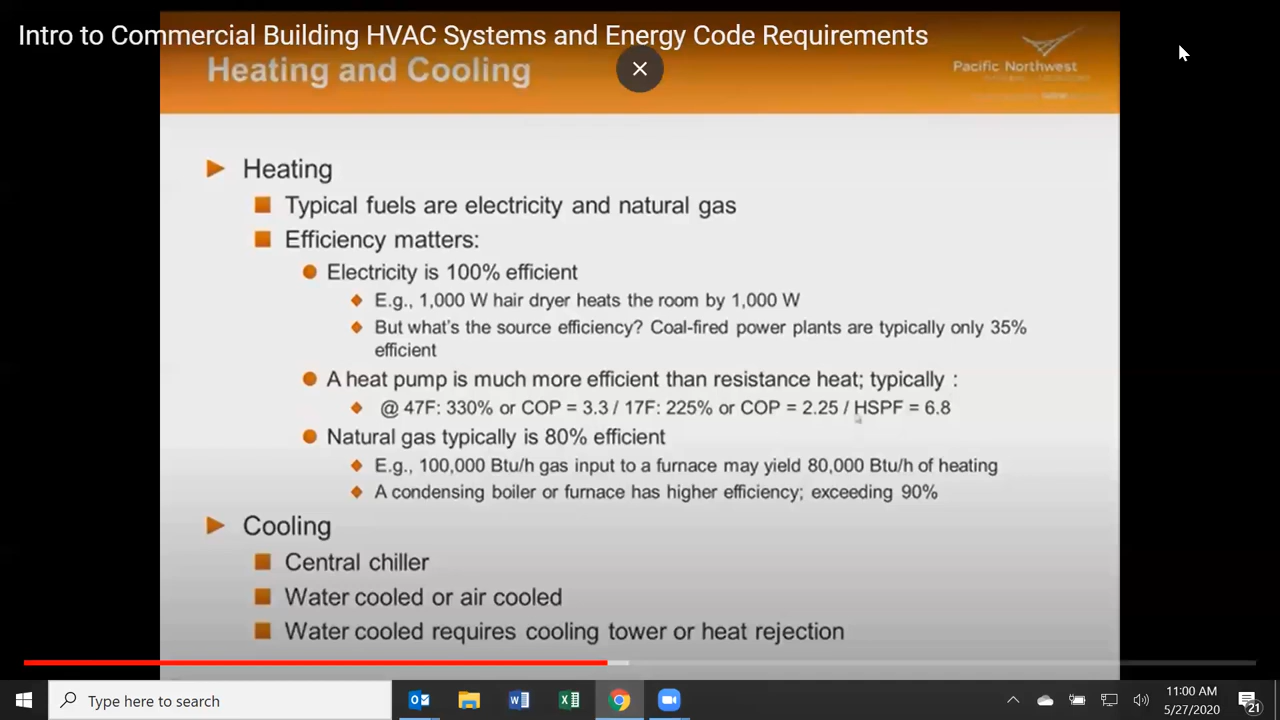 Intro to Commercial Building HVAC Systems and Energy Code Requirements
Heating and Cooling
Pacific Northwest
Heating
Typical fuels are electricity and natural gas
Efficiency matters:
Electricity is 100% efficient
E.g., 1,000 W hair dryer heats the room by 1,000 W
But what's the source efficiency? Coal-fired power plants are typically only 35%
efficient
A heat pump is much more efficient than resistance heat; typically :
@ 47F: 330% or COP = 3.3 / 17F: 225% or COP = 2.25 / HSPF = 6.8
Natural gas typically is 80% efficient
E.g., 100,000 Btu/h gas input to a furnace may yield 80,000 Btu/h of heating
A condensing boiler or furnace has higher efficiency; exceeding 90%
Cooling
Central chiller
Water cooled or air cooled
Water cooled requires cooling tower or heat rejection
Type here to search
11:00 AM
5/27/2020
21